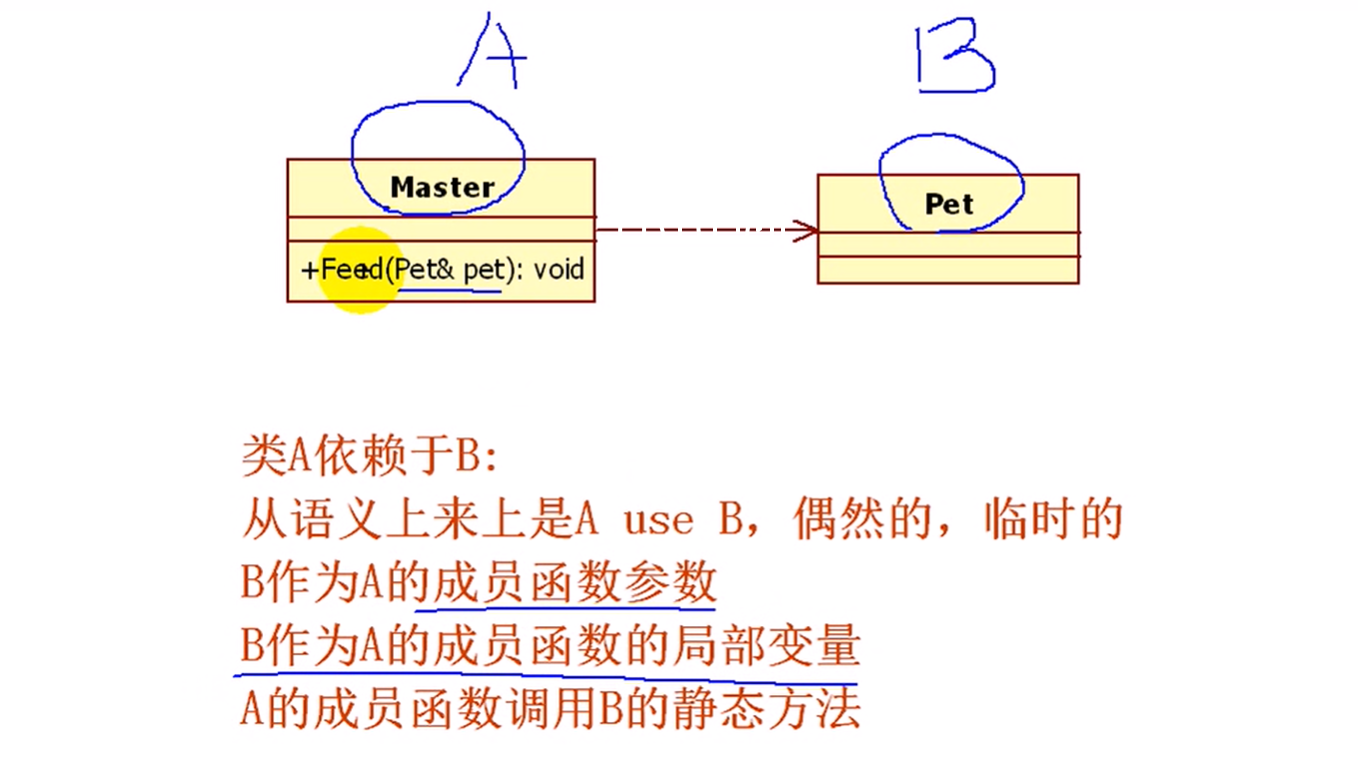 A
B
Master
Pet
+Feed(Pet& pet): void
类A依赖于B:
从语义上来上是A use B，偶然的，临时的
B作为A的成员函数参数
B作为A的成员函数的局部变量
A的成员函数调用B的静态方法